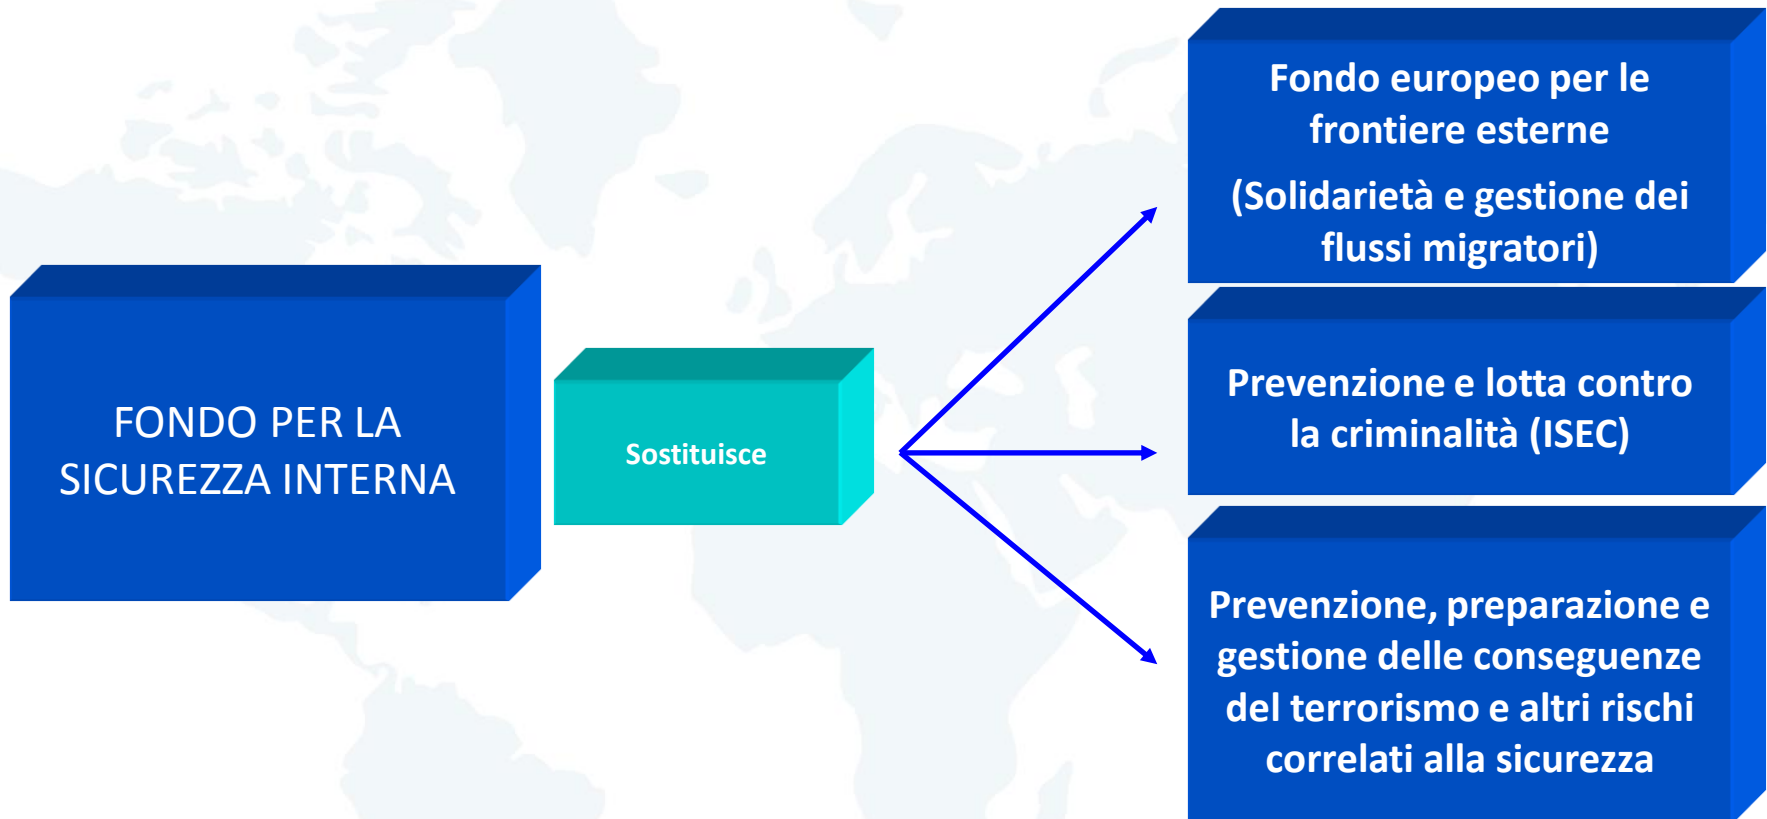 FONDO PER LA
SICUREZZA INTERNA
Sostituisce
Fondo europeo per le
frontiere esterne
(Solidarietà e gestione dei
flussi migratori)
Prevenzione e lotta contro
la criminalità (ISEC)
Prevenzione, preparazione e
gestione delle conseguenze
del terrorismo e altri rischi
correlati alla sicurezza